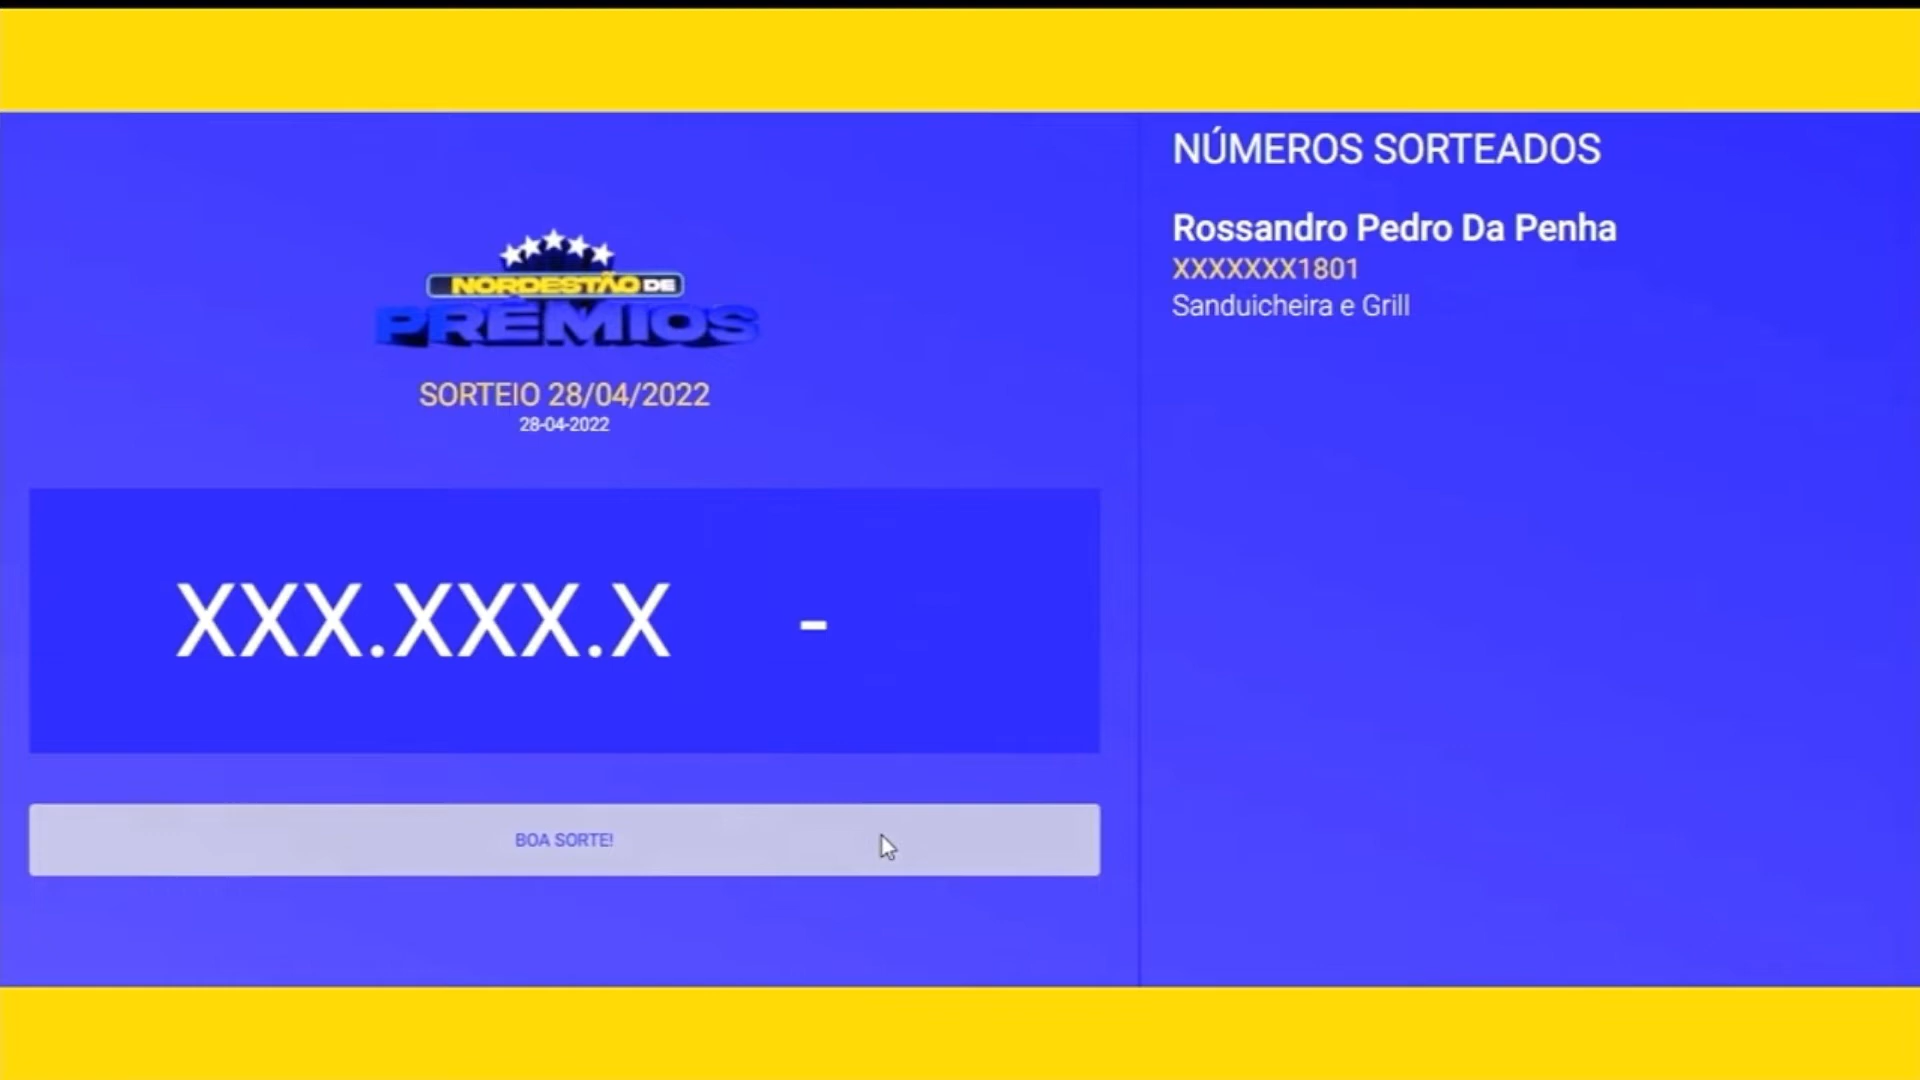 NORDESTÃO DE
PRÊMIOS
SORTEIO 28/04/2022
28-04-2022
XXX.XXX.X -
BOA SORTE!
NÚMEROS SORTEADOS
Rossandro Pedro Da Penha
XXXXXXX1801
Sanduicheira e Grill